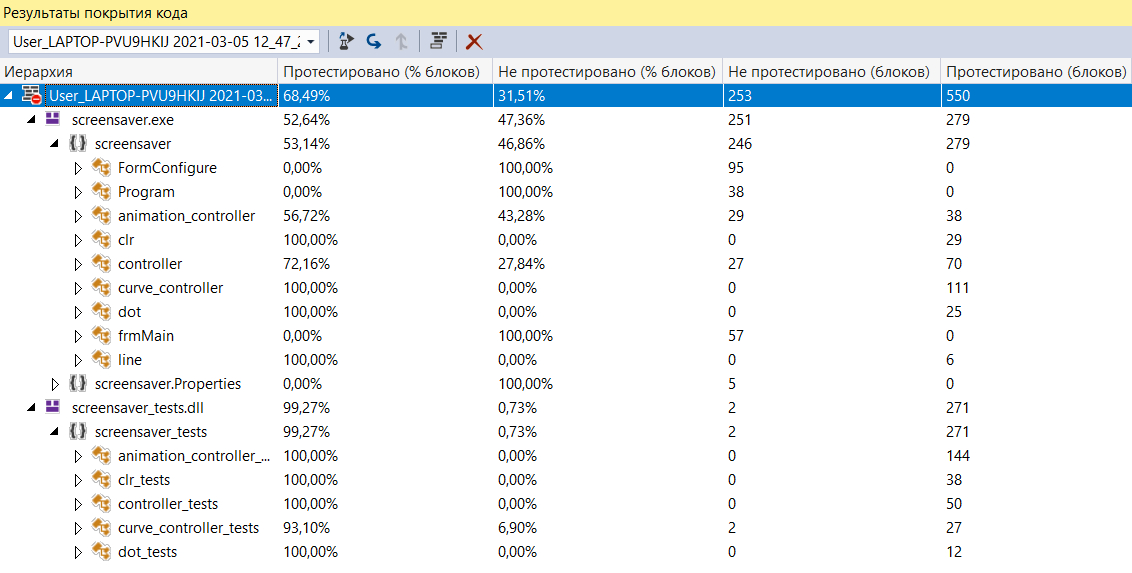 Результаты покрытия кода
User_LAPTOP-PVU9HKIJ 2021-03-05 12_47_2
Иерархия Протестировано (% блоков) Не протестировано (% блоков) Не протестировано (блоков) Протестировано (блоков)
User_LAPTOP-PVU9HKIJ 2021-03... 68,49% 31,51% 253 550
screensaver.exe 52,64% 47,36% 251 279
screensaver 53,14% 46,86% 246 279
FormConfigure 0,00% 100,00% 95 0
Program 0,00% 100,00% 38 0
animation_controller 56,72% 43,28% 29 38
clr 100,00% 0,00% 0 29
controller 72,16% 27,84% 27 70
curve_controller 100,00% 0,00% 0 111
dot 100,00% 0,00% 0 25
frmMain 0,00% 100,00% 57 0
line 100,00% 0,00% 0 6
screensaver.Properties 0,00% 100,00% 5 0
screensaver_tests.dll 99,27% 0,73% 2 271
screensaver_tests 99,27% 0,73% 2 271
animation_controller_... 100,00% 0,00% 0 144
clr_tests 100,00% 0,00% 0 38
controller_tests 100,00% 0,00% 0 50
curve_controller_tests 93,10% 6,90% 2 27
dot_tests 100,00% 0,00% 0 12